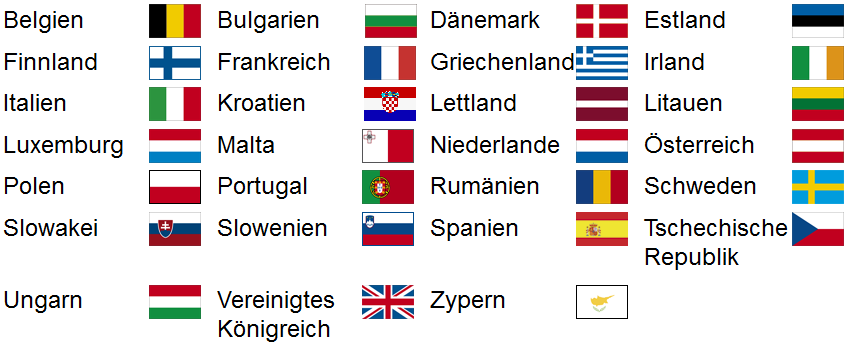 Belgien Bulgarien Dänemark Estland
Finnland Frankreich Griechenland Irland
Italien Kroatien Lettland Litauen
Luxemburg Malta Niederlande Österreich
Polen Portugal Rumänien Schweden
Slowakei Slowenien Spanien Tschechische
Republik
Ungarn Vereinigtes Zypern
Königreich